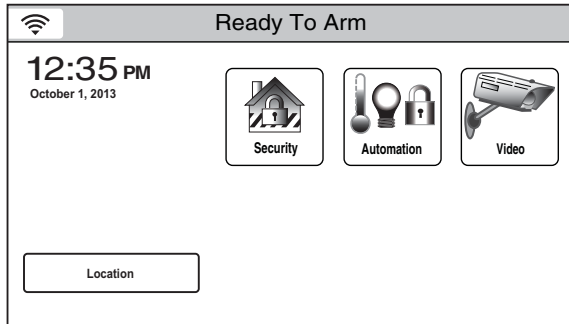 Ready To Arm
12:35 PM
October 1, 2013
Security
Automation
Video
Location